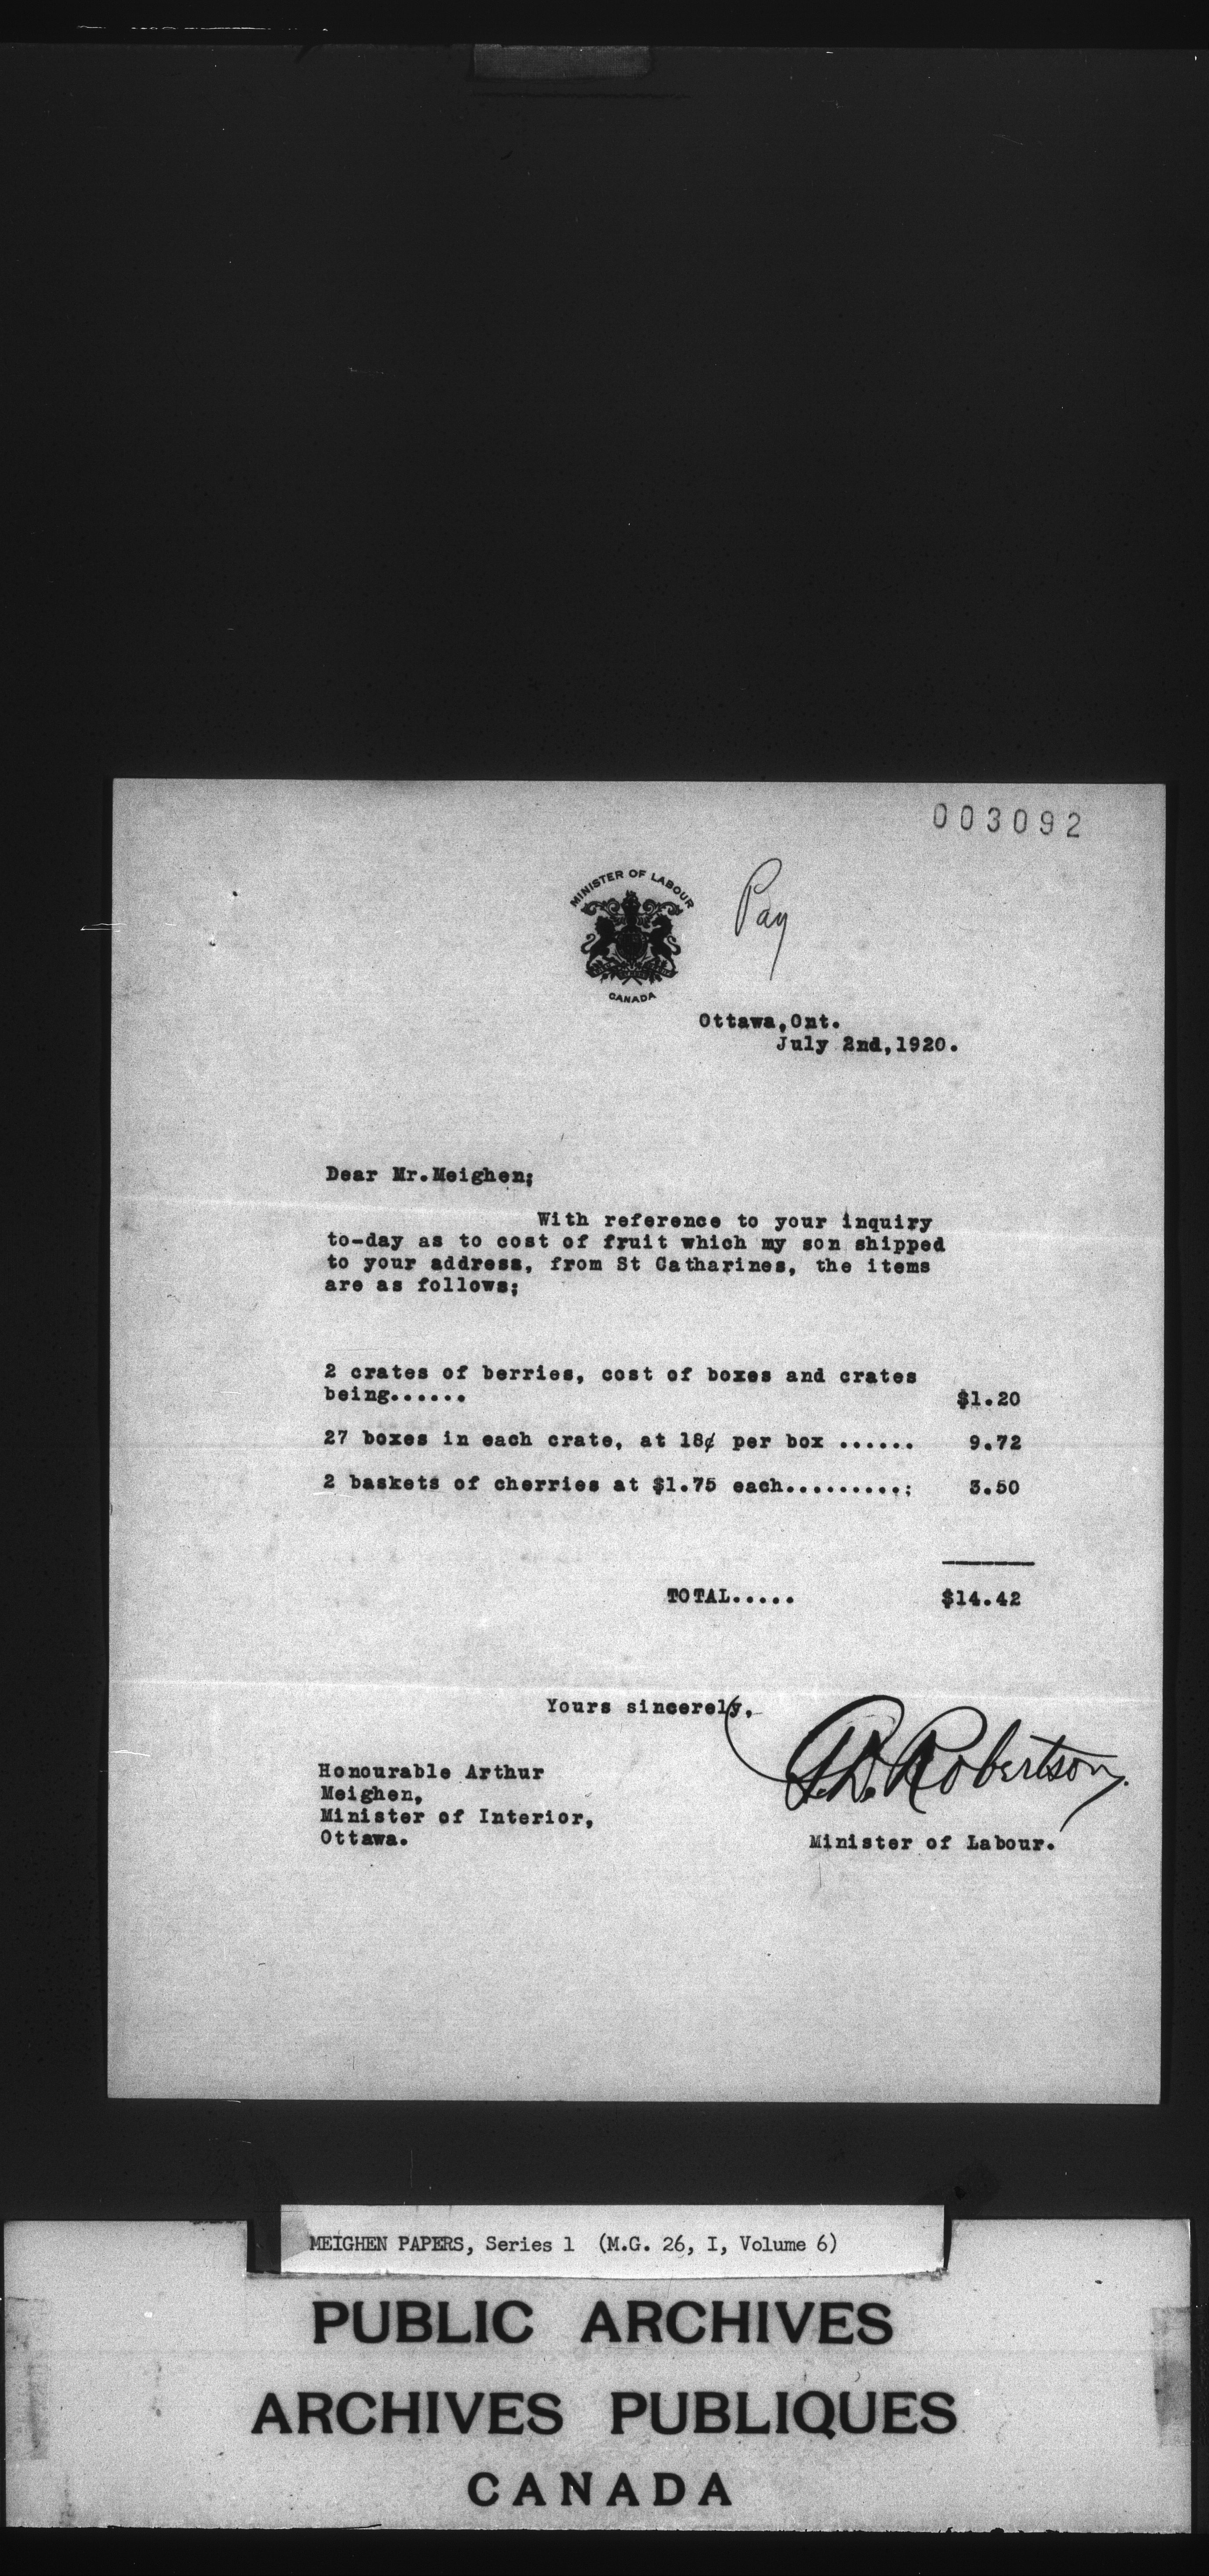 003092
MINISTER OF LABOUR
CANADA
Pay
Ottawa,Ont.
July 2nd,1920.
Dear Mr.Meighen;
With reference to your inquiry
to-day as to cost of fruit which my son shipped
to your address, from St Catharines, the items
are as follows;
2 crates of berries, cost of boxes and crates
being...... $1.20
27 boxes in each crate, at 18¢ per box ...... 9.72
2 baskets of cherries at $1.75 each.........; 3.50
TOTAL..... $14.42
Yours sincerely,
G.D. Robertson.
Honourable Arthur
Meighen,
Minister of Interior,
Ottawa.
Minister of Labour.
MEIGHEN PAPERS, Series 1 (M.G. 26, I, Volume 6)
PUBLIC ARCHIVES
ARCHIVES PUBLIQUES
CANADA